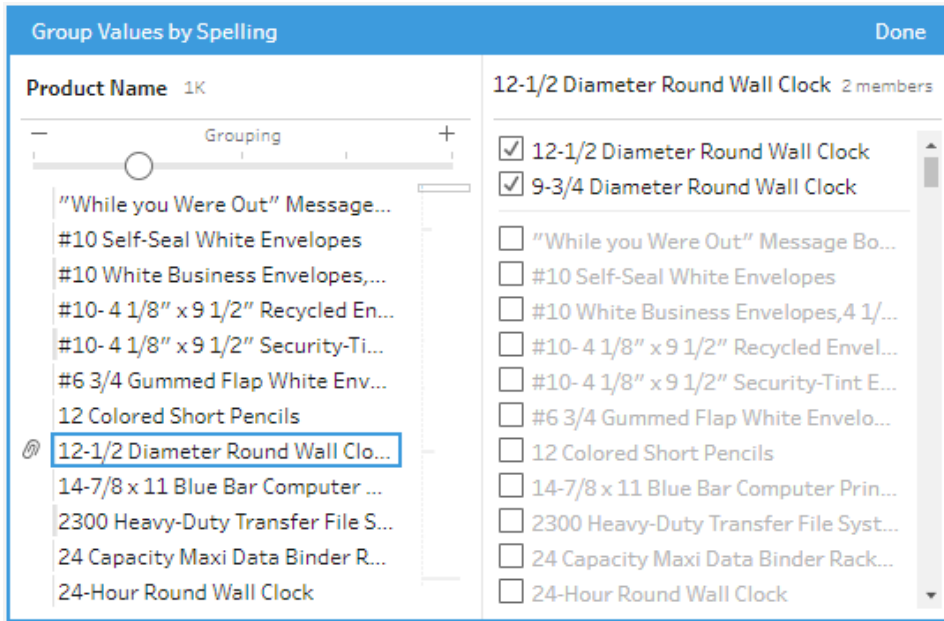 Group Values by Spelling Done
Product Name 1K
− Grouping +
”While you Were Out” Message...
#10 Self-Seal White Envelopes
#10 White Business Envelopes,...
#10- 4 1/8” x 9 1/2” Recycled En...
#10- 4 1/8” x 9 1/2” Security-Ti...
#6 3/4 Gummed Flap White Env...
12 Colored Short Pencils
12-1/2 Diameter Round Wall Clo...
14-7/8 x 11 Blue Bar Computer ...
2300 Heavy-Duty Transfer File S...
24 Capacity Maxi Data Binder R...
24-Hour Round Wall Clock
12-1/2 Diameter Round Wall Clock 2 members
12-1/2 Diameter Round Wall Clock
9-3/4 Diameter Round Wall Clock
”While you Were Out” Message Bo...
#10 Self-Seal White Envelopes
#10 White Business Envelopes,4 1/...
#10- 4 1/8” x 9 1/2” Recycled Envel...
#10- 4 1/8” x 9 1/2” Security-Tint E...
#6 3/4 Gummed Flap White Envelo...
12 Colored Short Pencils
14-7/8 x 11 Blue Bar Computer Prin...
2300 Heavy-Duty Transfer File Syst...
24 Capacity Maxi Data Binder Rack...
24-Hour Round Wall Clock